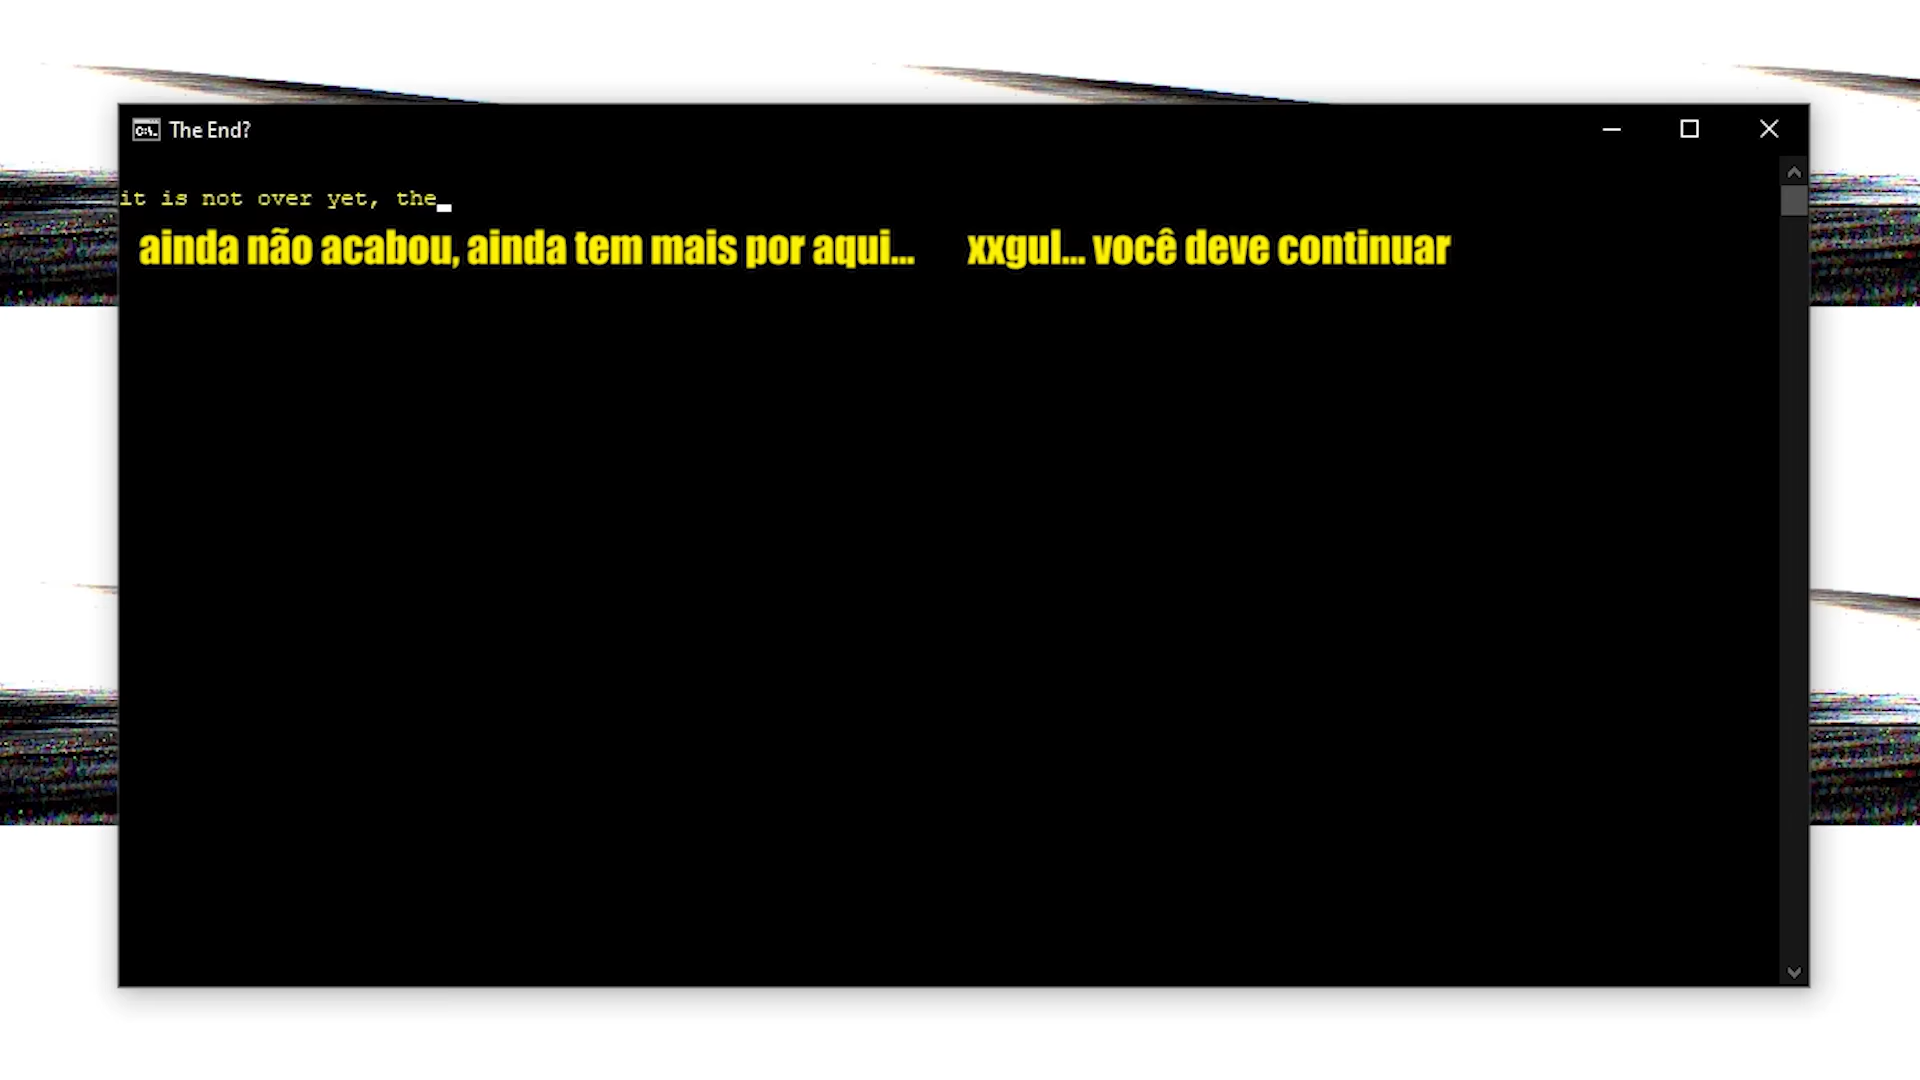 The End?
it is not over yet, the
ainda não acabou, ainda tem mais por aqui... xxgul... você deve continuar